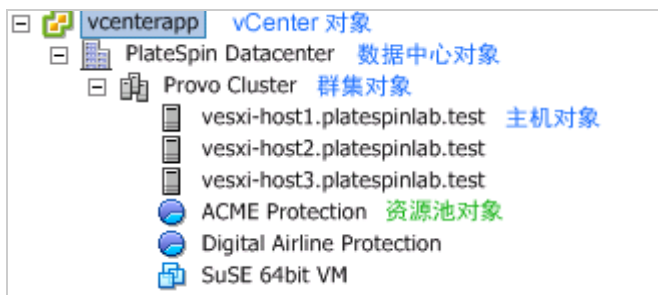 vcenterapp vCenter 对象
PlateSpin Datacenter 数据中心对象
Provo Cluster 群集对象
vesxi-host1.platespinlab.test 主机对象
vesxi-host2.platespinlab.test
vesxi-host3.platespinlab.test
ACME Protection 资源池对象
Digital Airline Protection
SuSE 64bit VM